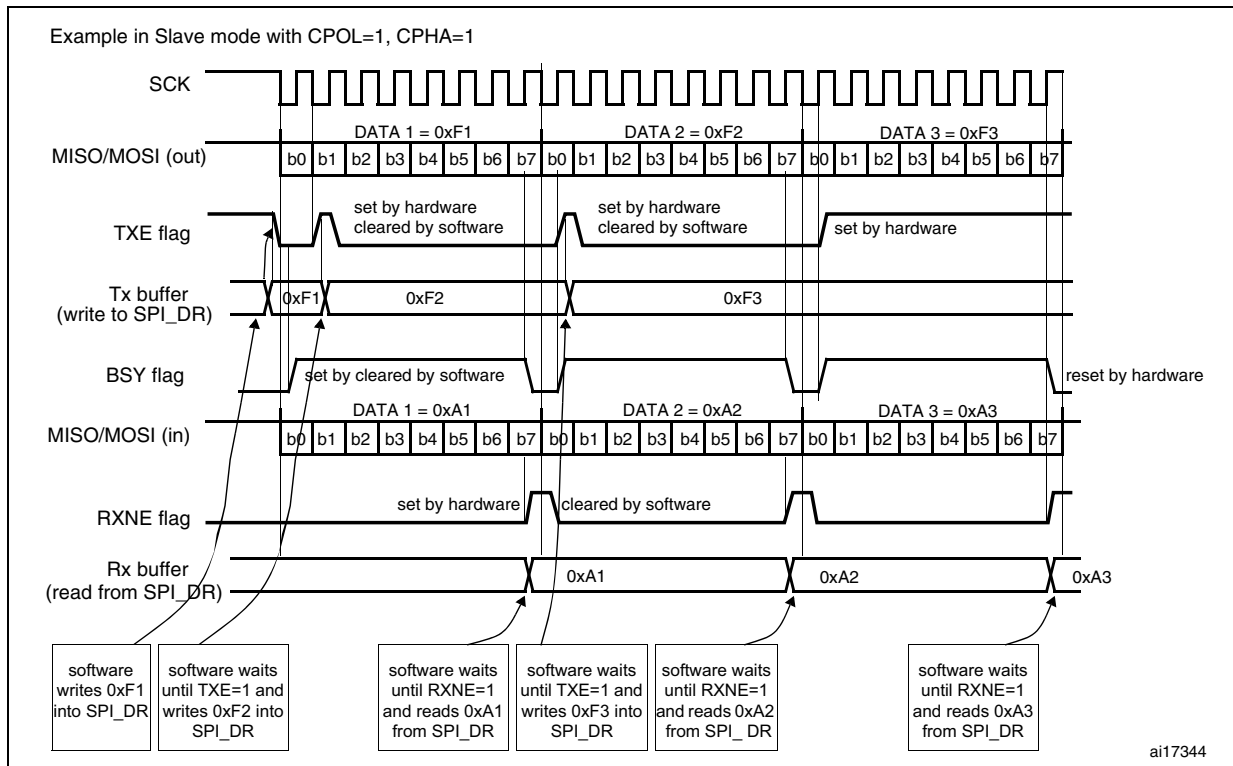 Example in Slave mode with CPOL=1, CPHA=1
SCK
DATA 1 = 0xF1 DATA 2 = 0xF2 DATA 3 = 0xF3
MISO/MOSI (out) b0 b1 b2 b3 b4 b5 b6 b7 b0 b1 b2 b3 b4 b5 b6 b7 b0 b1 b2 b3 b4 b5 b6 b7
set by hardware
cleared by software
set by hardware
cleared by software
TXE flag
set by hardware
Tx buffer
(write to SPI_DR)
0xF1 0xF2 0xF3
BSY flag
set by cleared by software
reset by hardware
DATA 1 = 0xA1 DATA 2 = 0xA2 DATA 3 = 0xA3
MISO/MOSI (in) b0 b1 b2 b3 b4 b5 b6 b7 b0 b1 b2 b3 b4 b5 b6 b7 b0 b1 b2 b3 b4 b5 b6 b7
set by hardware cleared by software
RXNE flag
Rx buffer
(read from SPI_DR)
0xA1 0xA2 0xA3
software
writes 0xF1
into SPI_DR
software waits
until TXE=1 and
writes 0xF2 into
SPI_DR
software waits
until RXNE=1
and reads 0xA1
from SPI_DR
software waits
until TXE=1 and
writes 0xF3 into
SPI_DR
software waits
until RXNE=1
and reads 0xA2
from SPI_ DR
software waits
until RXNE=1
and reads 0xA3
from SPI_DR
ai17344